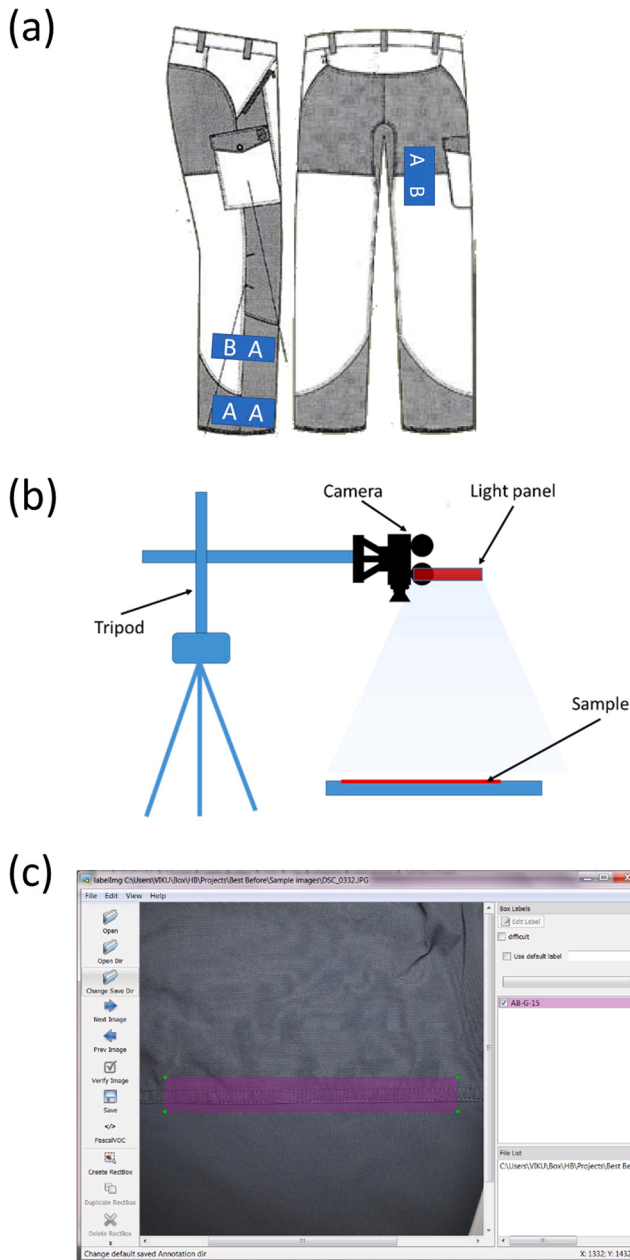 (a)
A
B
B A
A A
(b)
Camera
Light panel
Tripod
Sample
(c)
labelImg C:\Users\VIKU\Box\HB\Projects\Best Before\Sample images\DSC_0332.JPG
File Edit View Help
Open
Open Dir
Change Save Dir
Next Image
Prev Image
Verify Image
Save
</>
PascalVOC
Create RectBox
Duplicate RectBox
Delete RectBox
Box Labels
Edit Label
difficult
Use default label
AB-G-15
File List
C:\Users\VIKU\Box\HB\Projects\Best Be
Change default saved Annotation dir
X: 1332; Y: 1432